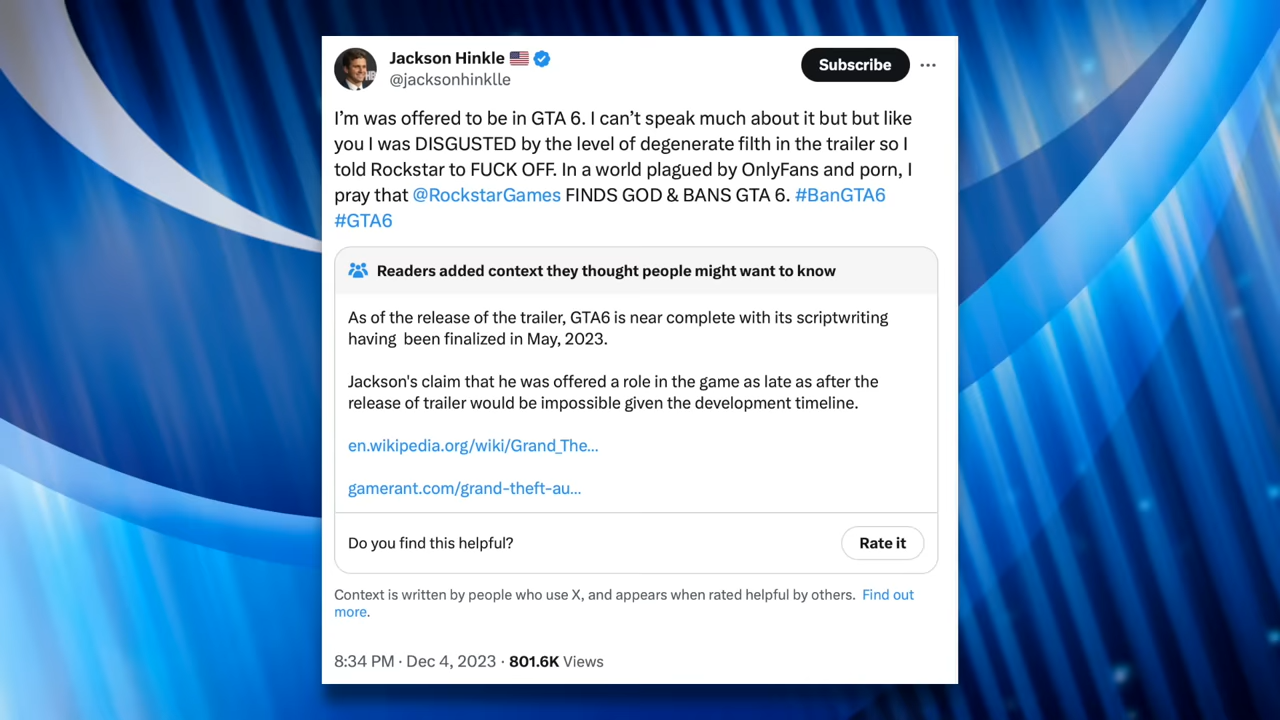 Jackson Hinkle 🇺🇸
@jacksonhinklle
Subscribe
I’m was offered to be in GTA 6. I can’t speak much about it but but like
you I was DISGUSTED by the level of degenerate filth in the trailer so I
told Rockstar to FUCK OFF. In a world plagued by OnlyFans and porn, I
pray that @RockstarGames FINDS GOD & BANS GTA 6. #BanGTA6
#GTA6
Readers added context they thought people might want to know
As of the release of the trailer, GTA6 is near complete with its scriptwriting
having been finalized in May, 2023.
Jackson's claim that he was offered a role in the game as late as after the
release of trailer would be impossible given the development timeline.
en.wikipedia.org/wiki/Grand_The...
gamerant.com/grand-theft-au...
Do you find this helpful?
Rate it
Context is written by people who use X, and appears when rated helpful by others. Find out
more.
8:34 PM · Dec 4, 2023 · 801.6K Views